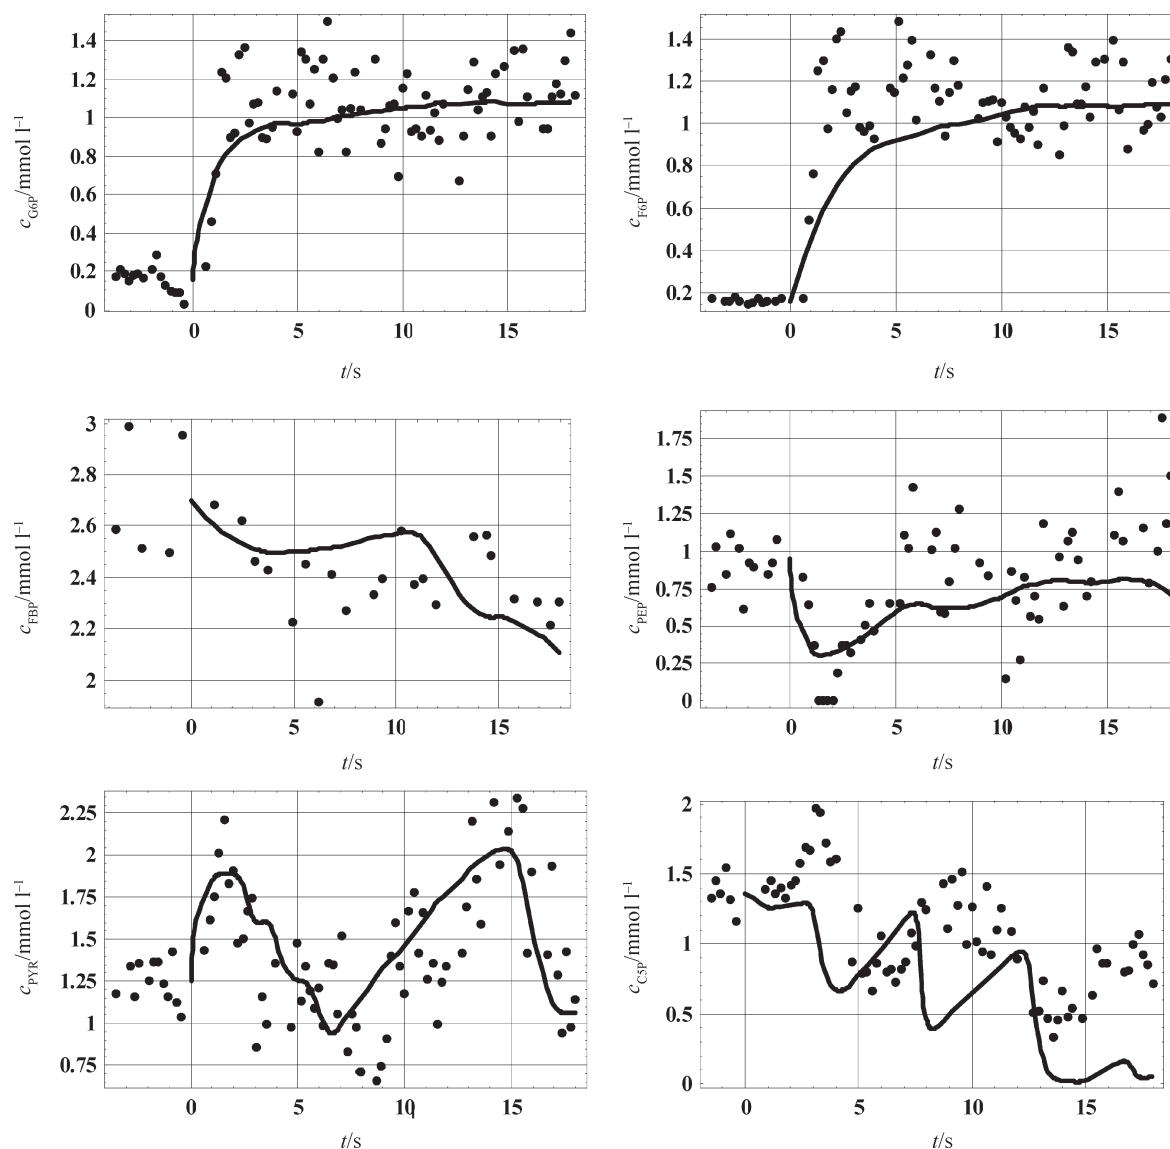 c_G6P/mmol l⁻¹
1.4
1.2
1
0.8
0.6
0.4
0.2
0
0 5 10 15
t/s
c_F6P/mmol l⁻¹
1.4
1.2
1
0.8
0.6
0.4
0.2
0 5 10 15
t/s
c_FBP/mmol l⁻¹
3
2.8
2.6
2.4
2.2
2
0 5 10 15
t/s
c_PEP/mmol l⁻¹
1.75
1.5
1.25
1
0.75
0.5
0.25
0
0 5 10 15
t/s
c_PYR/mmol l⁻¹
2.25
2
1.75
1.5
1.25
1
0.75
0 5 10 15
t/s
c_C5P/mmol l⁻¹
2
1.5
1
0.5
0
0 5 10 15
t/s